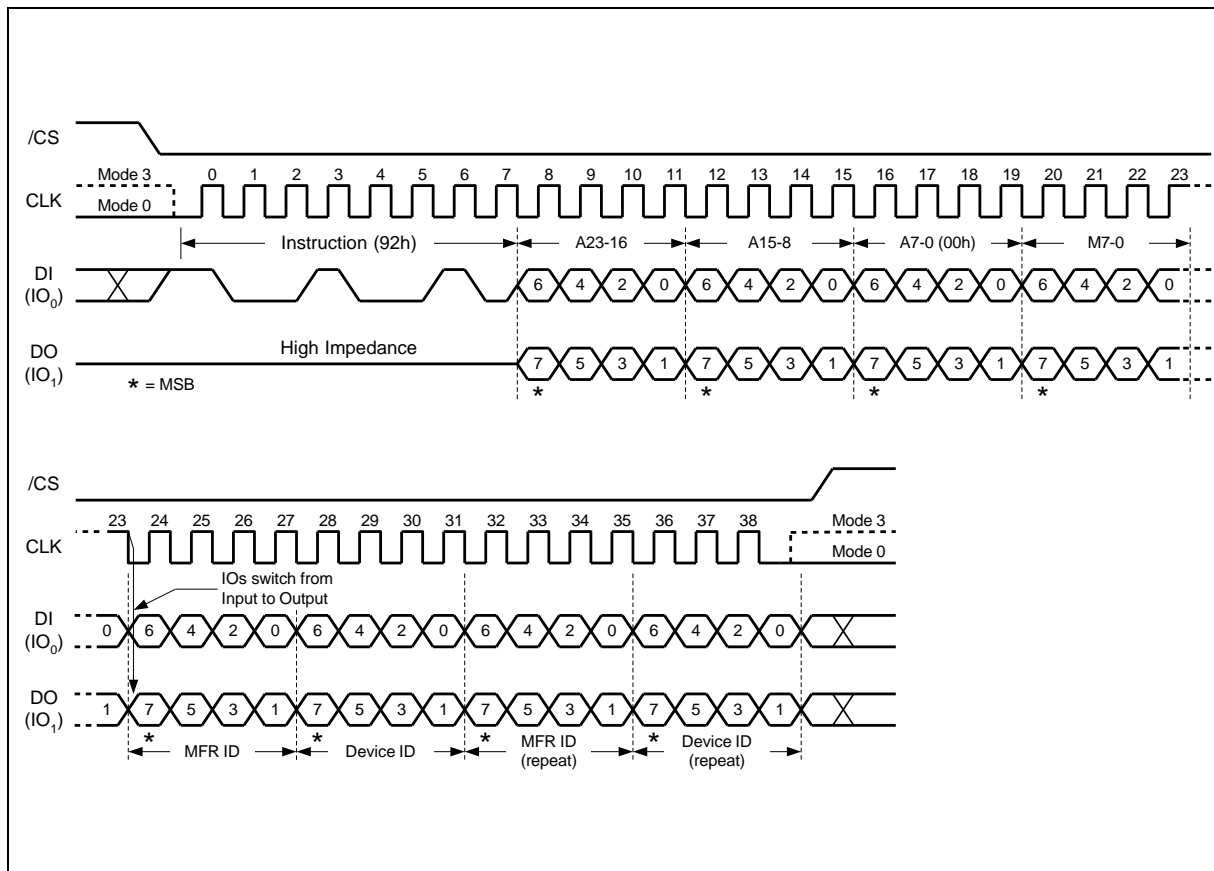 /CS
Mode 3 0 1 2 3 4 5 6 7 8 9 10 11 12 13 14 15 16 17 18 19 20 21 22 23
CLK
Mode 0
Instruction (92h) A23-16 A15-8 A7-0 (00h) M7-0
DI
(IO0)
6 4 2 0 6 4 2 0 6 4 2 0 6 4 2 0
High Impedance
DO
(IO1)
7 5 3 1 7 5 3 1 7 5 3 1 7 5 3 1
* = MSB
* * * *
/CS
23 24 25 26 27 28 29 30 31 32 33 34 35 36 37 38 Mode 3
CLK
Mode 0
IOs switch from
Input to Output
DI
(IO0)
0 6 4 2 0 6 4 2 0 6 4 2 0 6 4 2 0
DO
(IO1)
1 7 5 3 1 7 5 3 1 7 5 3 1 7 5 3 1
* * * *
MFR ID Device ID MFR ID
(repeat)
Device ID
(repeat)